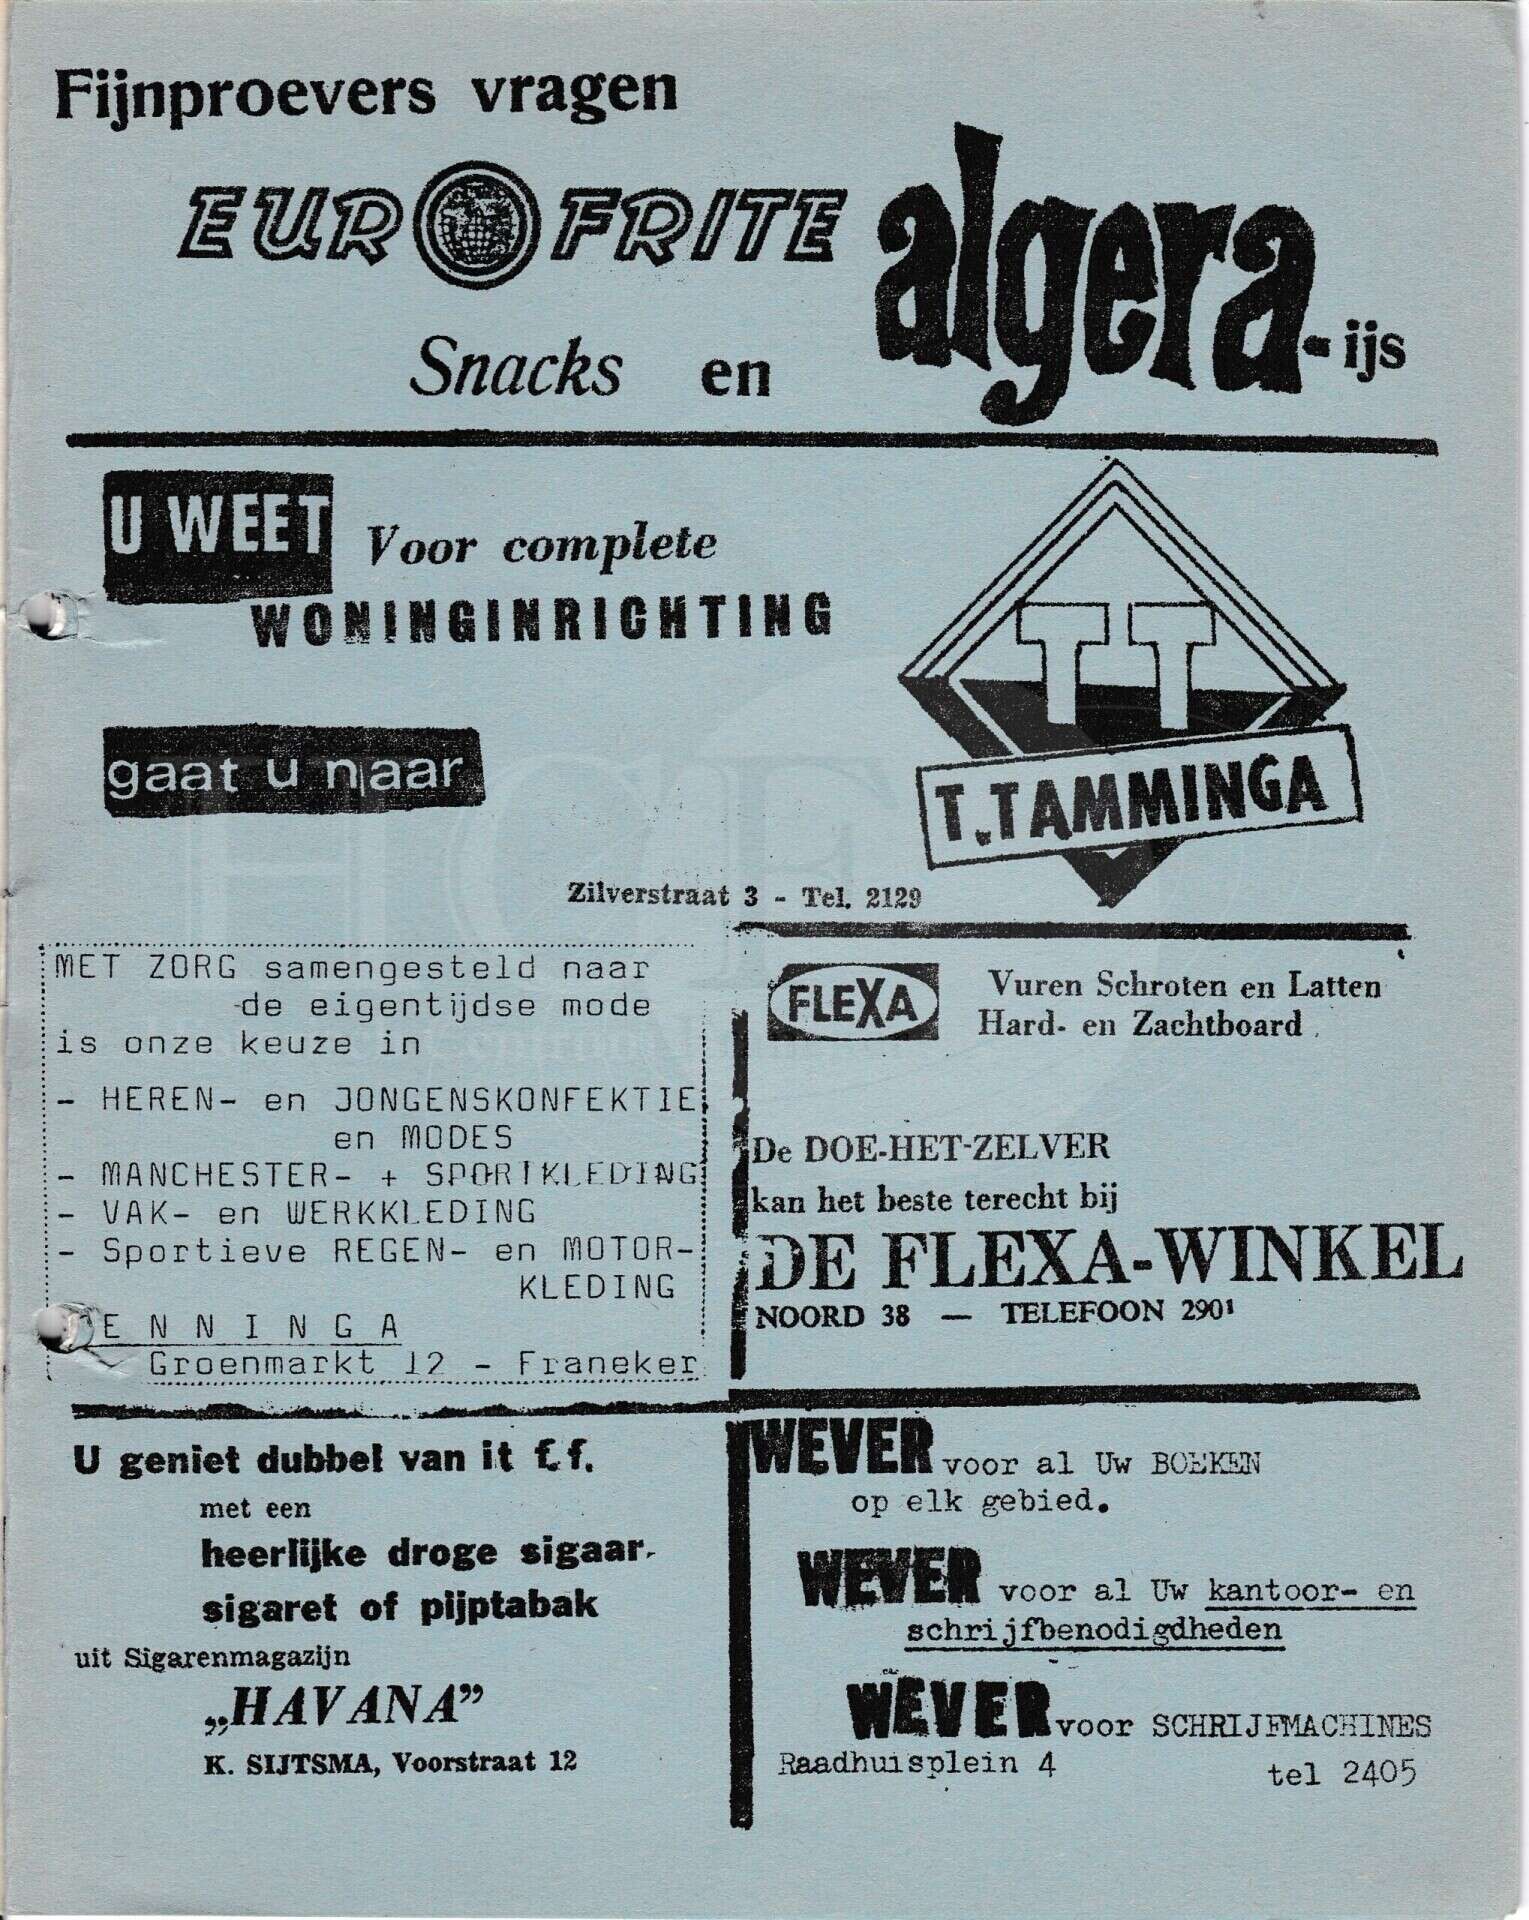 Fijnproevers vragen
EUROFRITE algera-ijs
Snacks en
U WEET
Voor complete
WONINGINRICHTING
TT
gaat u naar
T. TAMMINGA
Zilverstraat 3 - Tel. 2129
MET ZORG samengesteld naar
de eigentijdse mode
is onze keuze in
- HEREN- en JONGENSKONFEKTIE
en MODES
- MANCHESTER- + SPORTKLEDING
- VAK- en WERKKLEDING
- Sportieve REGEN- en MOTOR-
KLEDING
ENNINGA
Groenmarkt 12 - Franeker
FLEXA
Vuren Schroten en Latten
Hard- en Zachtboard
De DOE-HET-ZELVER
kan het beste terecht bij
DE FLEXA-WINKEL
NOORD 38 — TELEFOON 2901
U geniet dubbel van it f.f.
met een
heerlijke droge sigaar
sigaret of pijptabak
uit Sigarenmagazijn
„HAVANA”
K. SIJTSMA, Voorstraat 12
WEVER voor al Uw BOEKEN
op elk gebied.
WEVER voor al Uw kantoor- en
schrijfbenodigdheden
WEVER voor SCHRIJFMACHINES
Raadhuisplein 4 tel 2405